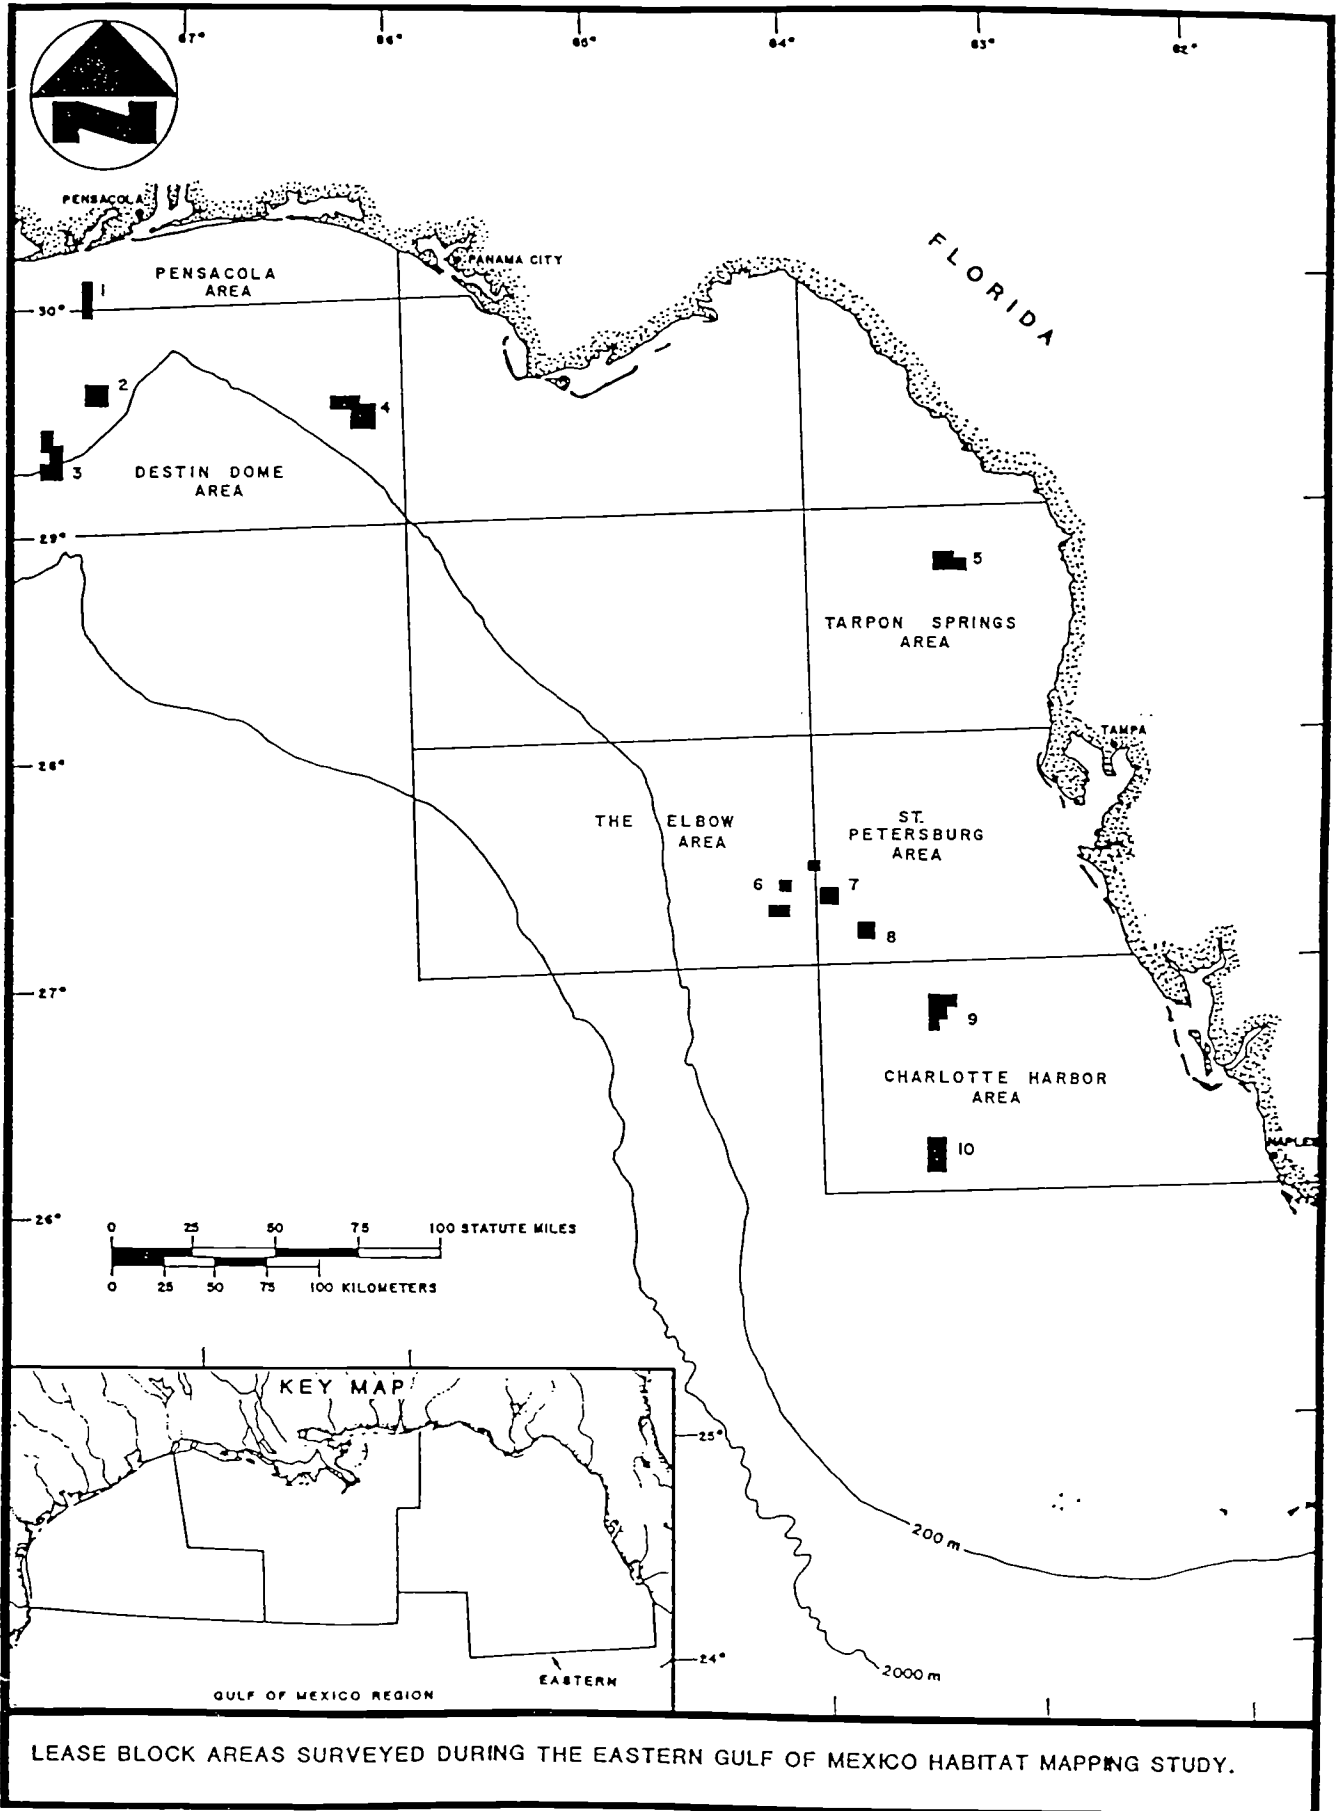 87° 86° 85° 84° 83° 82°
N
PENSACOLA
PANAMA CITY
FLORIDA
PENSACOLA
AREA
1
30°
2
4
3
DESTIN DOME
AREA
29°
5
TARPON SPRINGS
AREA
TAMPA
28°
THE ELBOW
AREA
ST.
PETERSBURG
AREA
6
7
8
27°
9
CHARLOTTE HARBOR
AREA
10
NAPLES
26°
0 25 50 75 100 STATUTE MILES
0 25 50 75 100 KILOMETERS
KEY MAP
25°
200 m
24°
2000 m
EASTERN
GULF OF MEXICO REGION
LEASE BLOCK AREAS SURVEYED DURING THE EASTERN GULF OF MEXICO HABITAT MAPPING STUDY.